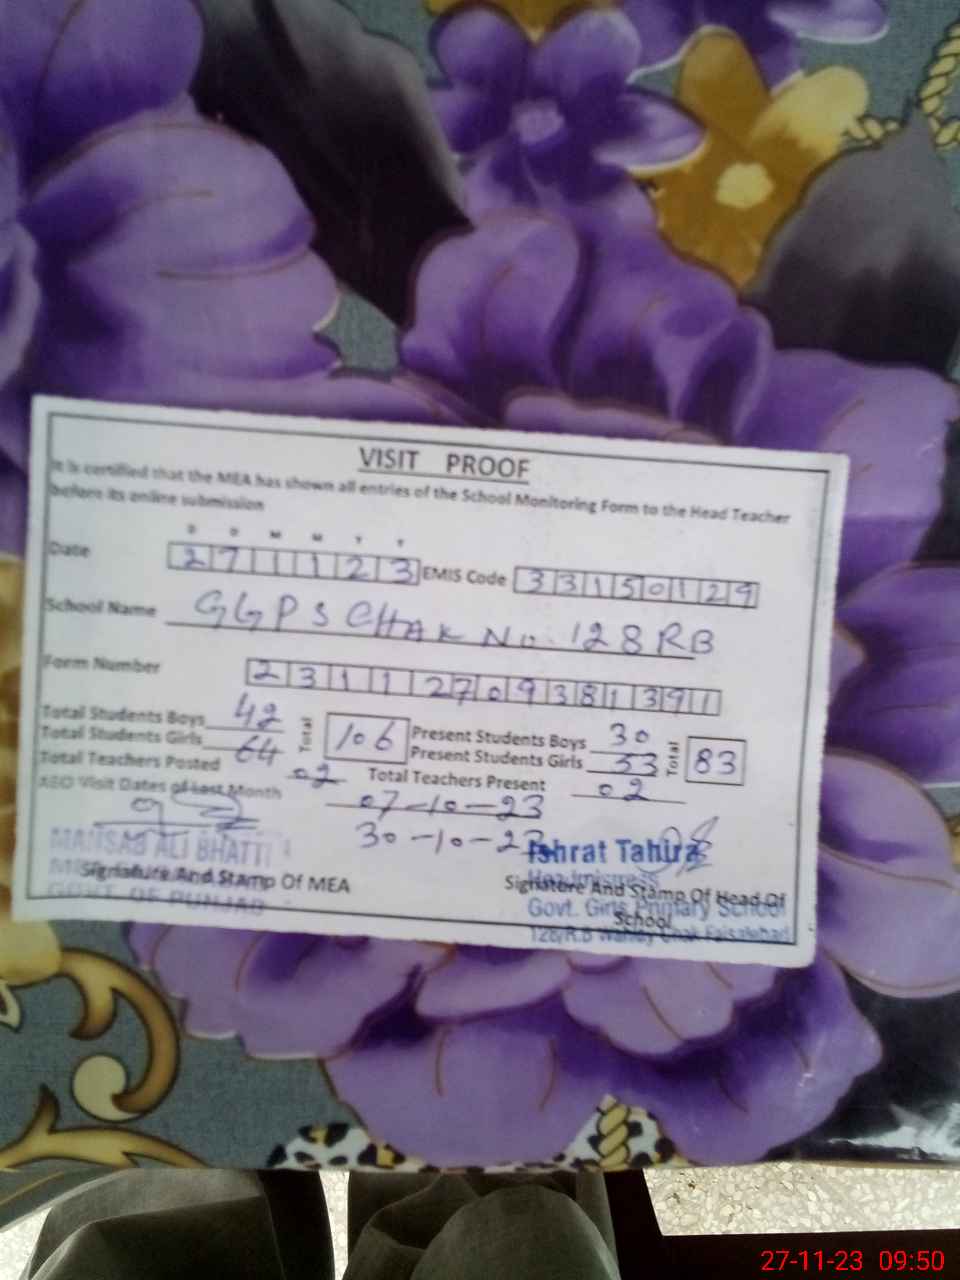 VISIT PROOF
It is certified that the MEA has shown all entries of the School Monitoring Form to the Head Teacher
before its online submission
D D M M Y Y
Date 2 7 1 1 2 3 EMIS Code 3 3 1 5 0 1 2 9
School Name GGPS CHAK No. 128 RB
Form Number 2 3 1 1 2 7 0 9 3 8 1 3 9 1
Total Students Boys 42 Total 106 Present Students Boys 30 Total 83
Total Students Girls 64 Present Students Girls 53
Total Teachers Posted 02 Total Teachers Present 02
AEO Visit Dates of Last Month 07-10-23
30-10-23
MANSAB ALI BHATTI
Signature And Stamp Of MEA
GOVT. OF PUNJAB
Ishrat Tahira
Headmistress
Signature And Stamp Of Head Of
School
Govt. Girls Primary School
128/R.B Chak Faisalabad
27-11-23 09:50